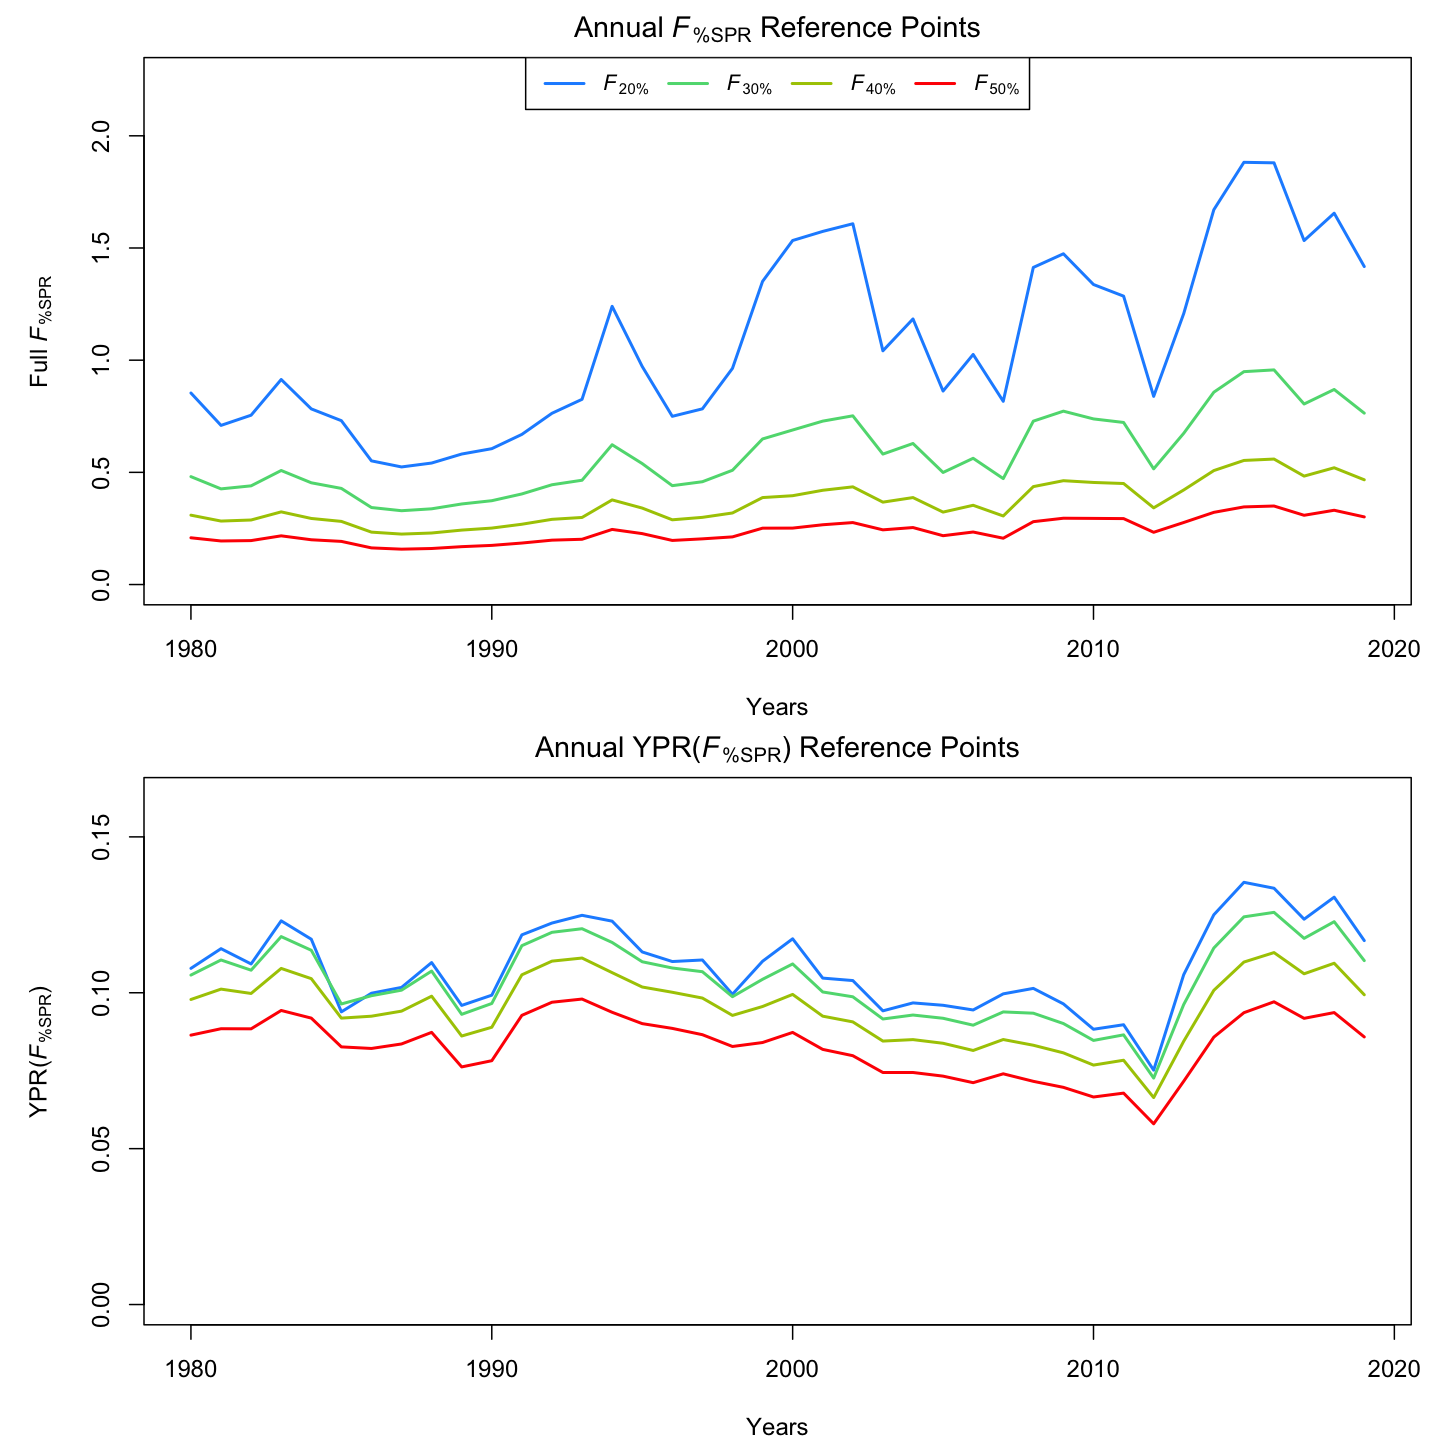 Annual F%SPR Reference Points
F20% F30% F40% F50%
Full F%SPR
2.0
1.5
1.0
0.5
0.0
1980 1990 2000 2010 2020
Years
Annual YPR(F%SPR) Reference Points
YPR(F%SPR)
0.15
0.10
0.05
0.00
1980 1990 2000 2010 2020
Years